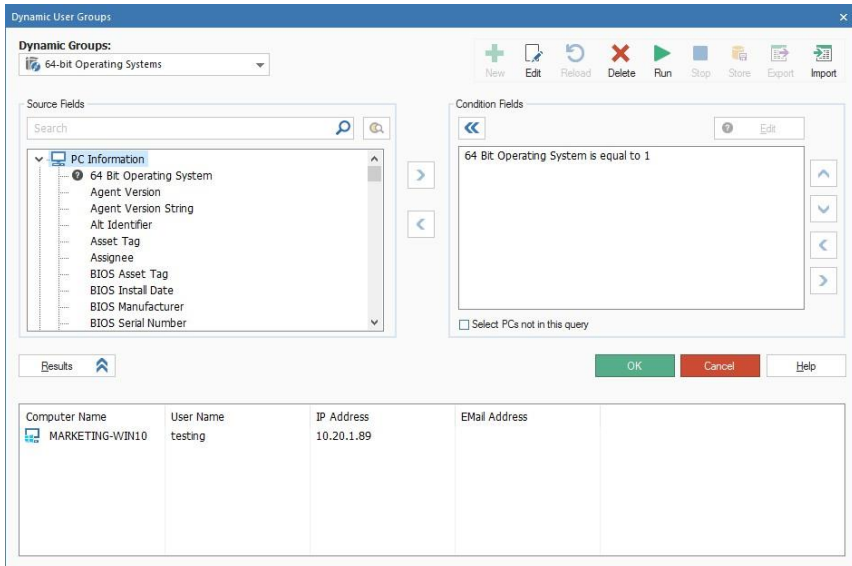 Dynamic User Groups
Dynamic Groups:
64-bit Operating Systems
New Edit Reload Delete Run Stop Store Export Import
Source Fields
Search
PC Information
64 Bit Operating System
Agent Version
Agent Version String
Alt Identifier
Asset Tag
Assignee
BIOS Asset Tag
BIOS Install Date
BIOS Manufacturer
BIOS Serial Number
Condition Fields
Edit
64 Bit Operating System is equal to 1
Select PCs not in this query
Results
OK Cancel Help
Computer Name User Name IP Address EMail Address
MARKETING-WIN10 testing 10.20.1.89